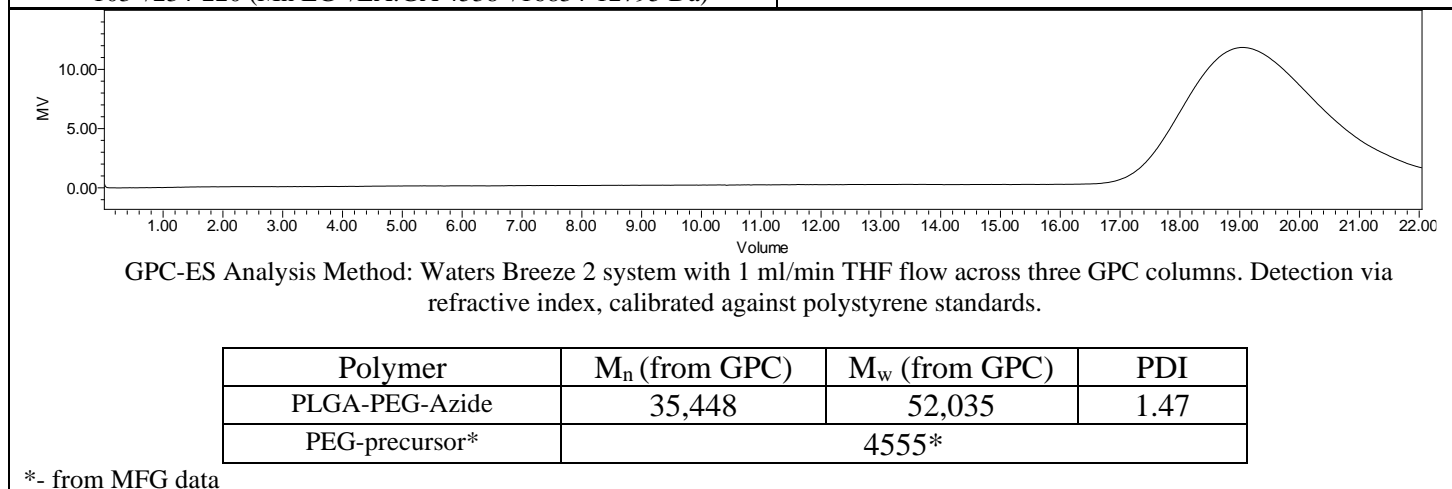 10.00
5.00
0.00
MV
1.00 2.00 3.00 4.00 5.00 6.00 7.00 8.00 9.00 10.00 11.00 12.00 13.00 14.00 15.00 16.00 17.00 18.00 19.00 20.00 21.00 22.00
Volume
GPC-ES Analysis Method: Waters Breeze 2 system with 1 ml/min THF flow across three GPC columns. Detection via
refractive index, calibrated against polystyrene standards.
Polymer Mn (from GPC) Mw (from GPC) PDI
PLGA-PEG-Azide 35,448 52,035 1.47
PEG-precursor* 4555*
*- from MFG data